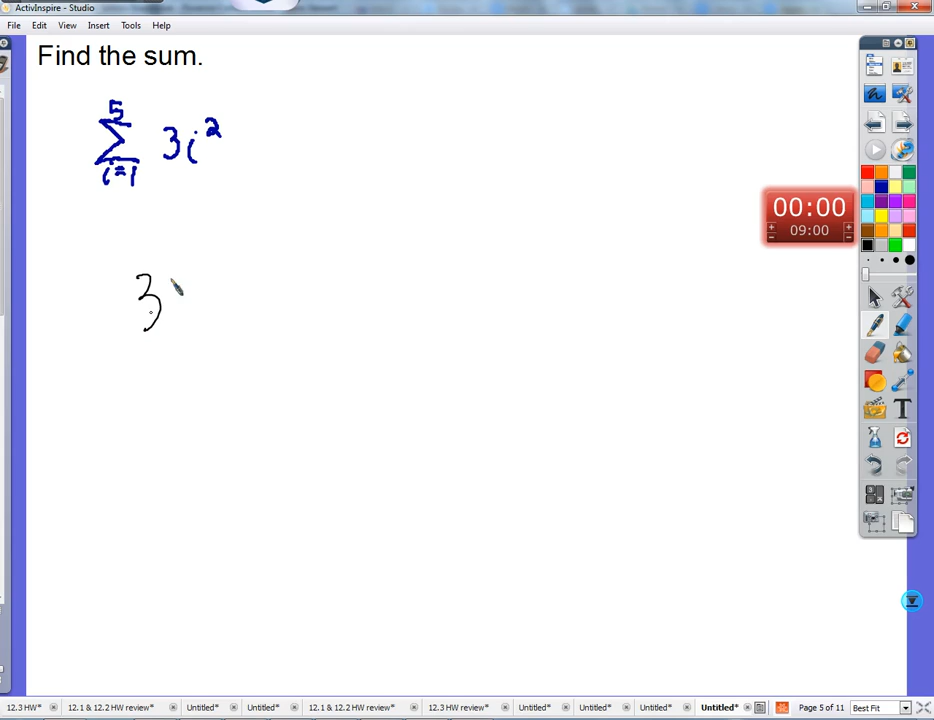 ActivInspire - Studio
File Edit View Insert Tools Help
Find the sum.
5
∑ 3i²
i=1
00:00
09:00
3
T
12.3 HW* 12.1 & 12.2 HW review* Untitled* Untitled* 12.1 & 12.2 HW review* 12.3 HW review* Untitled* Untitled* Untitled* Untitled* Page 5 of 11 Best Fit